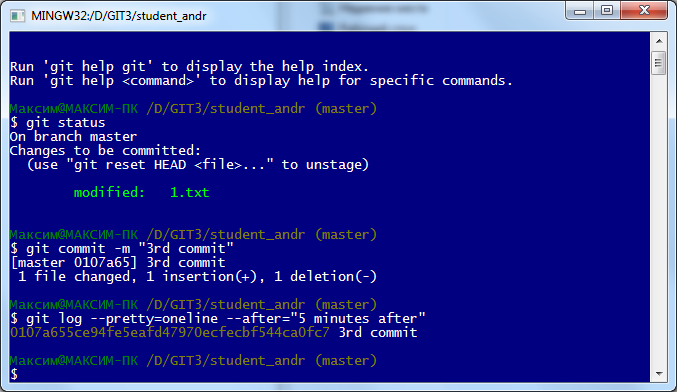 MINGW32:/D/GIT3/student_andr
Run 'git help git' to display the help index.
Run 'git help <command>' to display help for specific commands.
Максим@МАКСИМ-ПК /D/GIT3/student_andr (master)
$ git status
On branch master
Changes to be committed:
  (use "git reset HEAD <file>..." to unstage)
        modified:   1.txt
Максим@МАКСИМ-ПК /D/GIT3/student_andr (master)
$ git commit -m "3rd commit"
[master 0107a65] 3rd commit
 1 file changed, 1 insertion(+), 1 deletion(-)
Максим@МАКСИМ-ПК /D/GIT3/student_andr (master)
$ git log --pretty=oneline --after="5 minutes after"
0107a655ce94fe5eafd47970ecfecbf544ca0fc7 3rd commit
Максим@МАКСИМ-ПК /D/GIT3/student_andr (master)
$